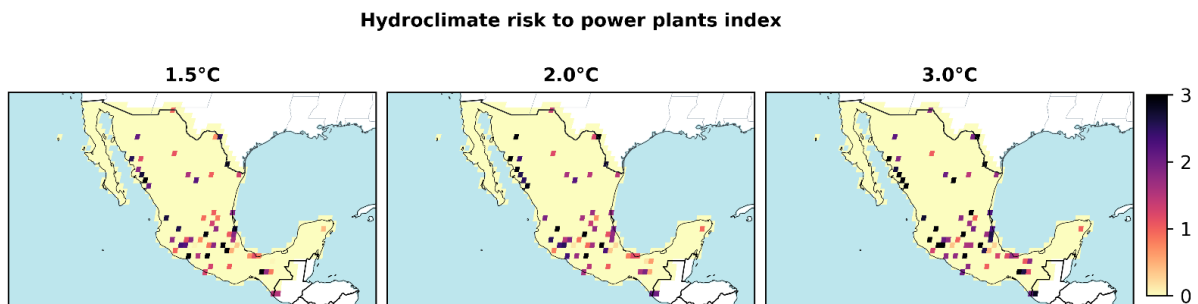 Hydroclimate risk to power plants index
1.5°C
2.0°C
3.0°C
3
2
1
0